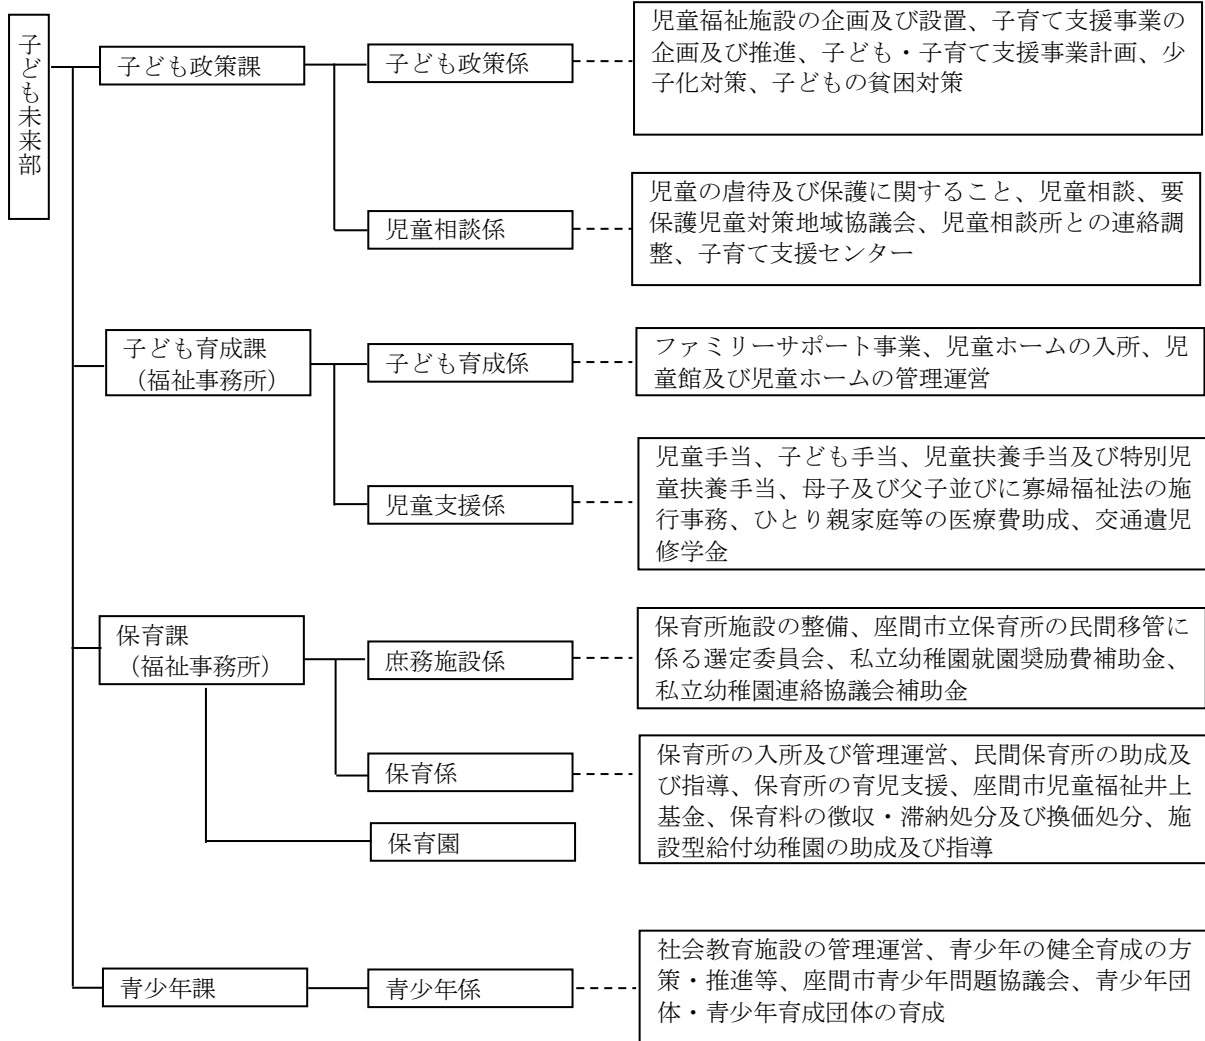 子ども未来部
子ども政策課
子ども政策係
児童福祉施設の企画及び設置、子育て支援事業の
企画及び推進、子ども・子育て支援事業計画、少
子化対策、子どもの貧困対策
児童相談係
児童の虐待及び保護に関すること、児童相談、要
保護児童対策地域協議会、児童相談所との連絡調
整、子育て支援センター
子ども育成課
（福祉事務所）
子ども育成係
ファミリーサポート事業、児童ホームの入所、児
童館及び児童ホームの管理運営
児童支援係
児童手当、子ども手当、児童扶養手当及び特別児
童扶養手当、母子及び父子並びに寡婦福祉法の施
行事務、ひとり親家庭等の医療費助成、交通遺児
修学金
保育課
（福祉事務所）
庶務施設係
保育所施設の整備、座間市立保育所の民間移管に
係る選定委員会、私立幼稚園就園奨励費補助金、
私立幼稚園連絡協議会補助金
保育係
保育所の入所及び管理運営、民間保育所の助成及
び指導、保育所の育児支援、座間市児童福祉井上
基金、保育料の徴収・滞納処分及び換価処分、施
設型給付幼稚園の助成及び指導
保育園
青少年課
青少年係
社会教育施設の管理運営、青少年の健全育成の方
策・推進等、座間市青少年問題協議会、青少年団
体・青少年育成団体の育成